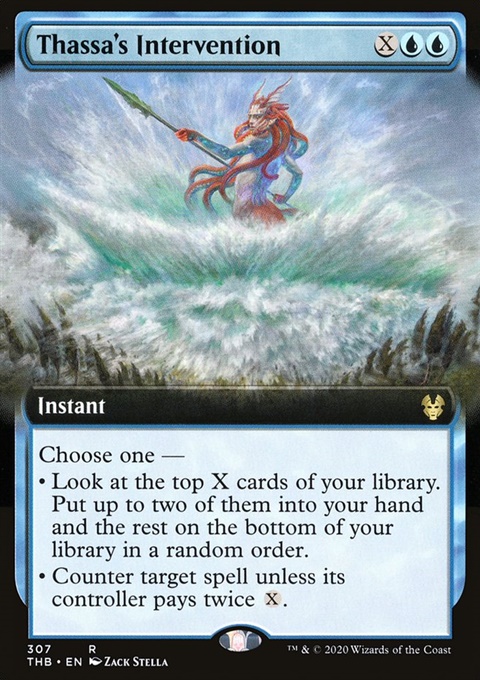 Thassa's Intervention X
Instant
Choose one —
• Look at the top X cards of your library.
Put up to two of them into your hand
and the rest on the bottom of your
library in a random order.
• Counter target spell unless its
controller pays twice X.
307 R
THB • EN Zack Stella
™ & © 2020 Wizards of the Coast